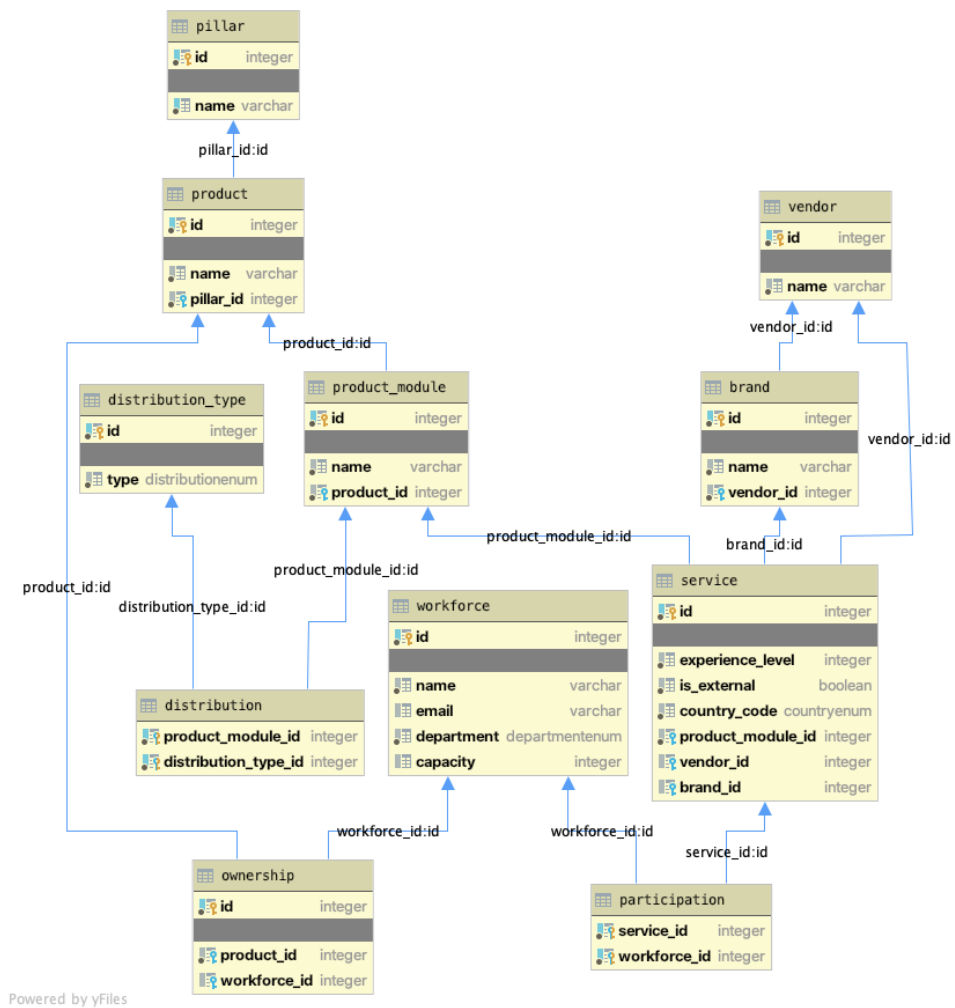 pillar
id integer
name varchar
pillar_id:id
product
id integer
name varchar
pillar_id integer
vendor
id integer
name varchar
product_id:id
vendor_id:id
distribution_type
id integer
type distributionenum
product_module
id integer
name varchar
product_id integer
brand
id integer
name varchar
vendor_id integer
vendor_id:id
product_module_id:id
brand_id:id
product_id:id
distribution_type_id:id
product_module_id:id
workforce
id integer
name varchar
email varchar
department departmentenum
capacity integer
service
id integer
experience_level integer
is_external boolean
country_code countryenum
product_module_id integer
vendor_id integer
brand_id integer
distribution
product_module_id integer
distribution_type_id integer
workforce_id:id
workforce_id:id
service_id:id
ownership
id integer
product_id integer
workforce_id integer
participation
service_id integer
workforce_id integer
Powered by yFiles